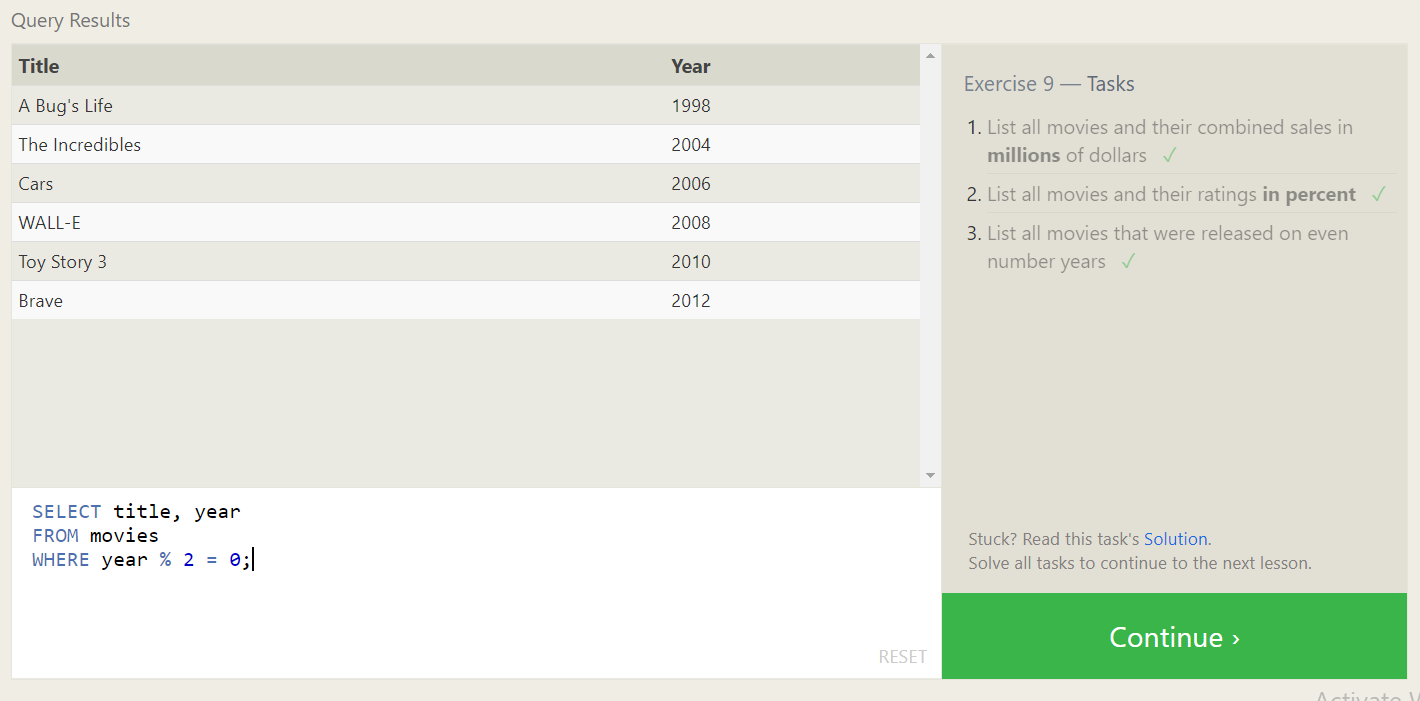 Query Results
Title Year
A Bug's Life 1998
The Incredibles 2004
Cars 2006
WALL-E 2008
Toy Story 3 2010
Brave 2012
SELECT title, year
FROM movies
WHERE year % 2 = 0;
RESET
Exercise 9 — Tasks
1. List all movies and their combined sales in
millions of dollars ✓
2. List all movies and their ratings in percent ✓
3. List all movies that were released on even
number years ✓
Stuck? Read this task's Solution.
Solve all tasks to continue to the next lesson.
Continue ›
Activate